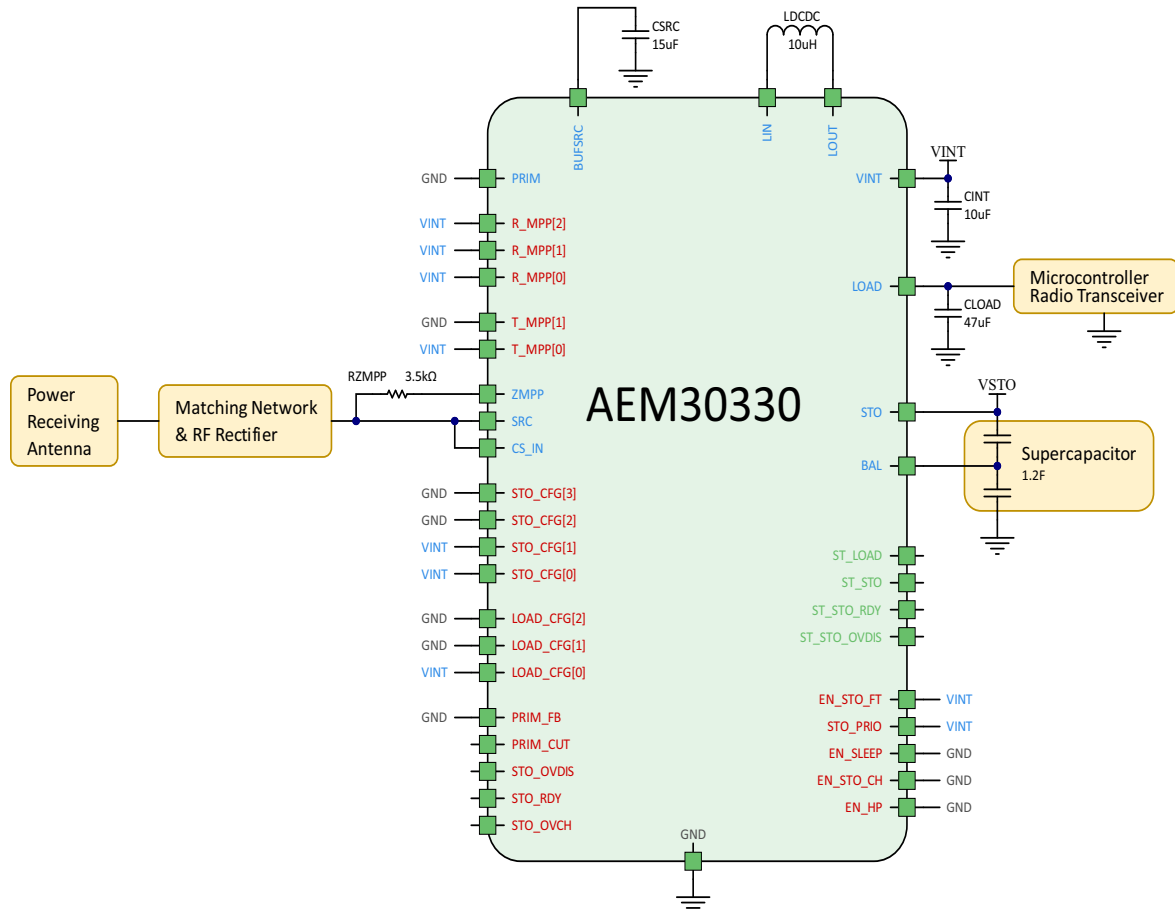 CSRC
15uF
LDCDC
10uH
BUFSRC
LIN
LOUT
GND
PRIM
VINT
R_MPP[2]
VINT
R_MPP[1]
VINT
R_MPP[0]
GND
T_MPP[1]
VINT
T_MPP[0]
Power
Receiving
Antenna
Matching Network
& RF Rectifier
RZMPP 3.5kΩ
ZMPP
SRC
CS_IN
GND
STO_CFG[3]
GND
STO_CFG[2]
VINT
STO_CFG[1]
VINT
STO_CFG[0]
GND
LOAD_CFG[2]
GND
LOAD_CFG[1]
VINT
LOAD_CFG[0]
GND
PRIM_FB
PRIM_CUT
STO_OVDIS
STO_RDY
STO_OVCH
AEM30330
VINT
VINT
CINT
10uF
LOAD
CLOAD
47uF
Microcontroller
Radio Transceiver
VSTO
STO
BAL
Supercapacitor
1.2F
ST_LOAD
ST_STO
ST_STO_RDY
ST_STO_OVDIS
EN_STO_FT
VINT
STO_PRIO
VINT
EN_SLEEP
GND
EN_STO_CH
GND
EN_HP
GND
GND